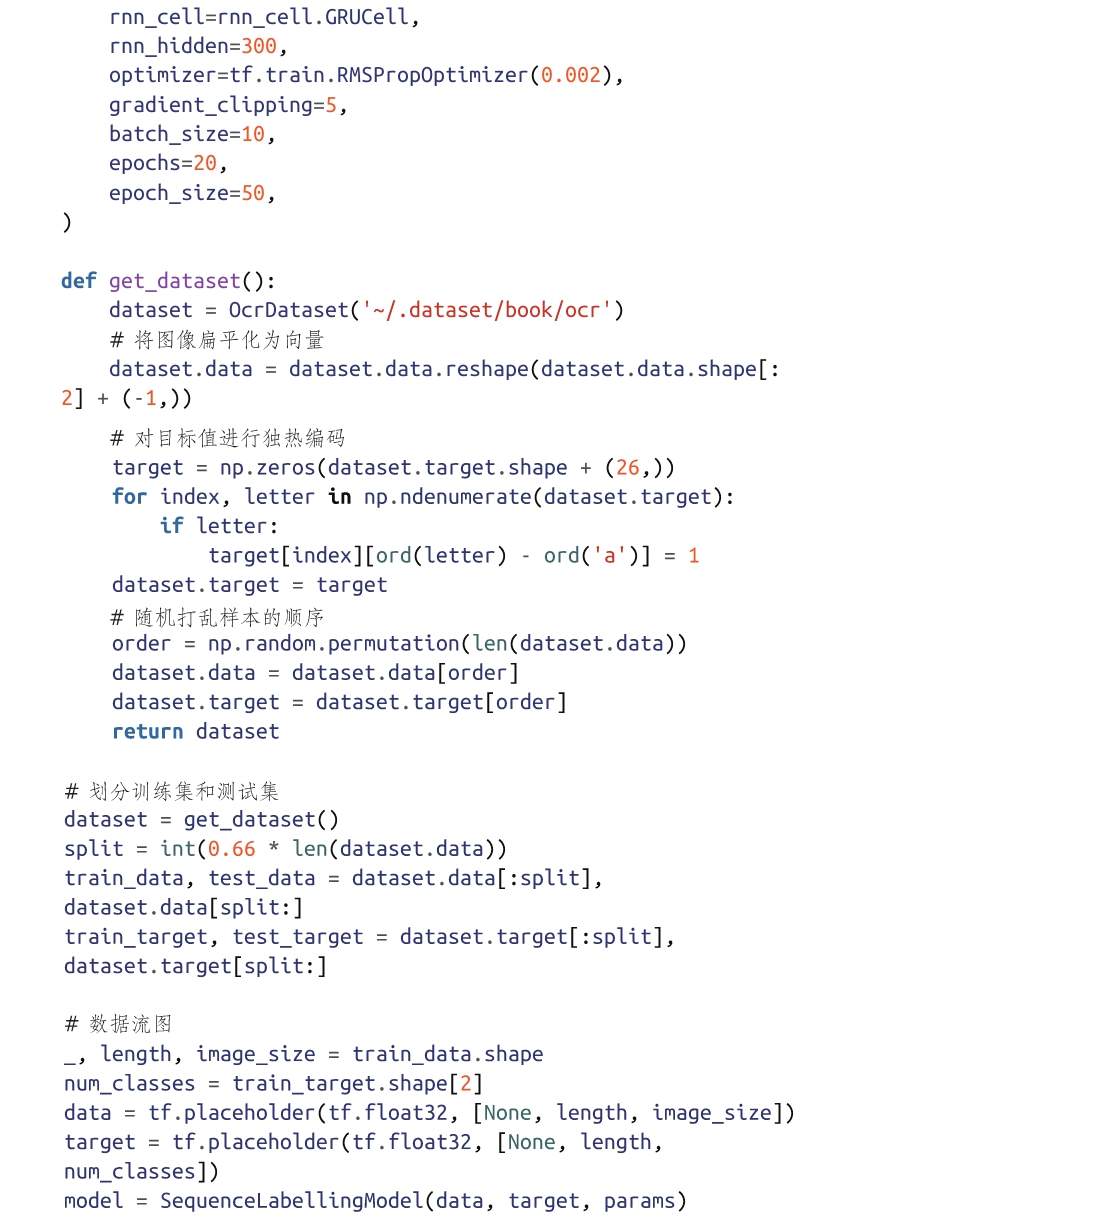 rnn_cell=rnn_cell.GRUCell,
rnn_hidden=300,
optimizer=tf.train.RMSPropOptimizer(0.002),
gradient_clipping=5,
batch_size=10,
epochs=20,
epoch_size=50,
)
def get_dataset():
dataset = OcrDataset('~/.dataset/book/ocr')
# 将图像扁平化为向量
dataset.data = dataset.data.reshape(dataset.data.shape[:
2] + (-1,))
# 对目标值进行独热编码
target = np.zeros(dataset.target.shape + (26,))
for index, letter in np.ndenumerate(dataset.target):
if letter:
target[index][ord(letter) - ord('a')] = 1
dataset.target = target
# 随机打乱样本的顺序
order = np.random.permutation(len(dataset.data))
dataset.data = dataset.data[order]
dataset.target = dataset.target[order]
return dataset
# 划分训练集和测试集
dataset = get_dataset()
split = int(0.66 * len(dataset.data))
train_data, test_data = dataset.data[:split],
dataset.data[split:]
train_target, test_target = dataset.target[:split],
dataset.target[split:]
# 数据流图
_, length, image_size = train_data.shape
num_classes = train_target.shape[2]
data = tf.placeholder(tf.float32, [None, length, image_size])
target = tf.placeholder(tf.float32, [None, length,
num_classes])
model = SequenceLabellingModel(data, target, params)